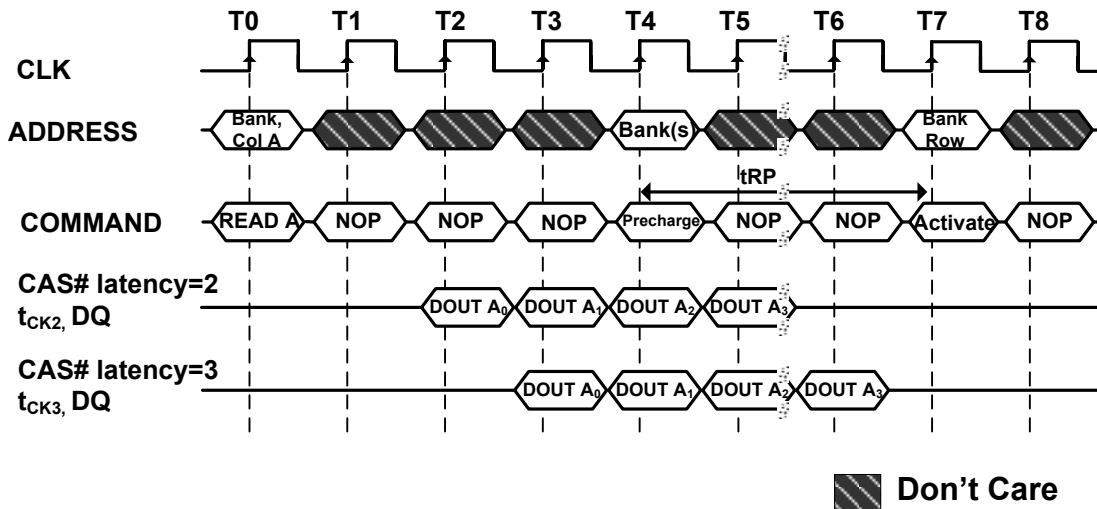 T0 T1 T2 T3 T4 T5 T6 T7 T8
CLK
ADDRESS
Bank,
Col A
Bank(s)
Bank
Row
tRP
COMMAND
READ A NOP NOP NOP Precharge NOP NOP Activate NOP
CAS# latency=2
tCK2, DQ
DOUT A0 DOUT A1 DOUT A2 DOUT A3
CAS# latency=3
tCK3, DQ
DOUT A0 DOUT A1 DOUT A2 DOUT A3
Don't Care